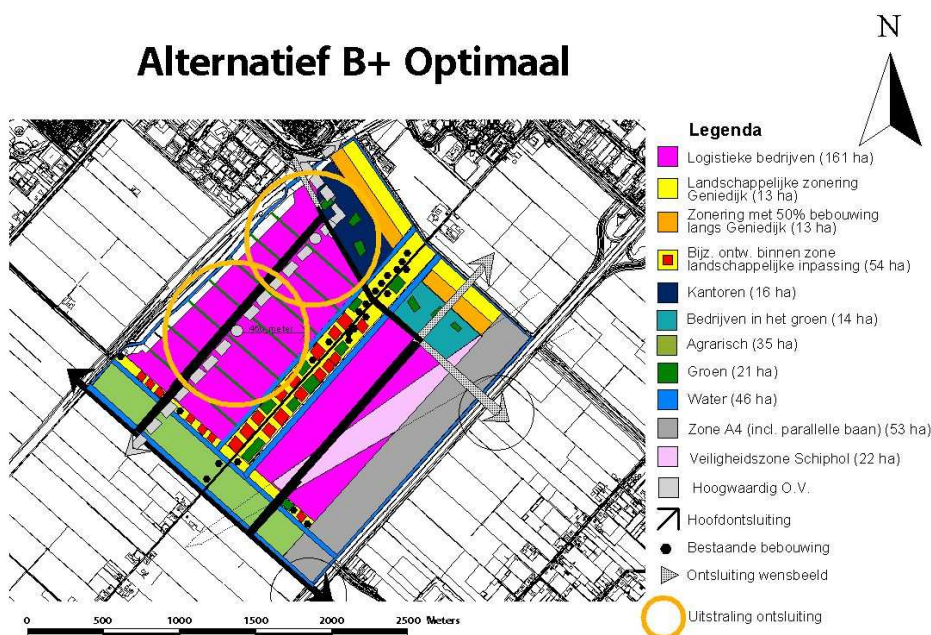 Alternatief B+ Optimaal
N
Legenda
Logistieke bedrijven (161 ha)
Landschappelijke zonering
Geniedijk (13 ha)
Zonering met 50% bebouwing
langs Geniedijk (13 ha)
Bijz. ontw. binnen zone
landschappelijke inpassing (54 ha)
Kantoren (16 ha)
Bedrijven in het groen (14 ha)
Agrarisch (35 ha)
Groen (21 ha)
Water (46 ha)
Zone A4 (incl. parallelle baan) (53 ha)
Veiligheidszone Schiphol (22 ha)
Hoogwaardig O.V.
Hoofdontsluiting
Bestaande bebouwing
Ontsluiting wensbeeld
Uitstraling ontsluiting
0 500 1000 1500 2000 2500 Meters